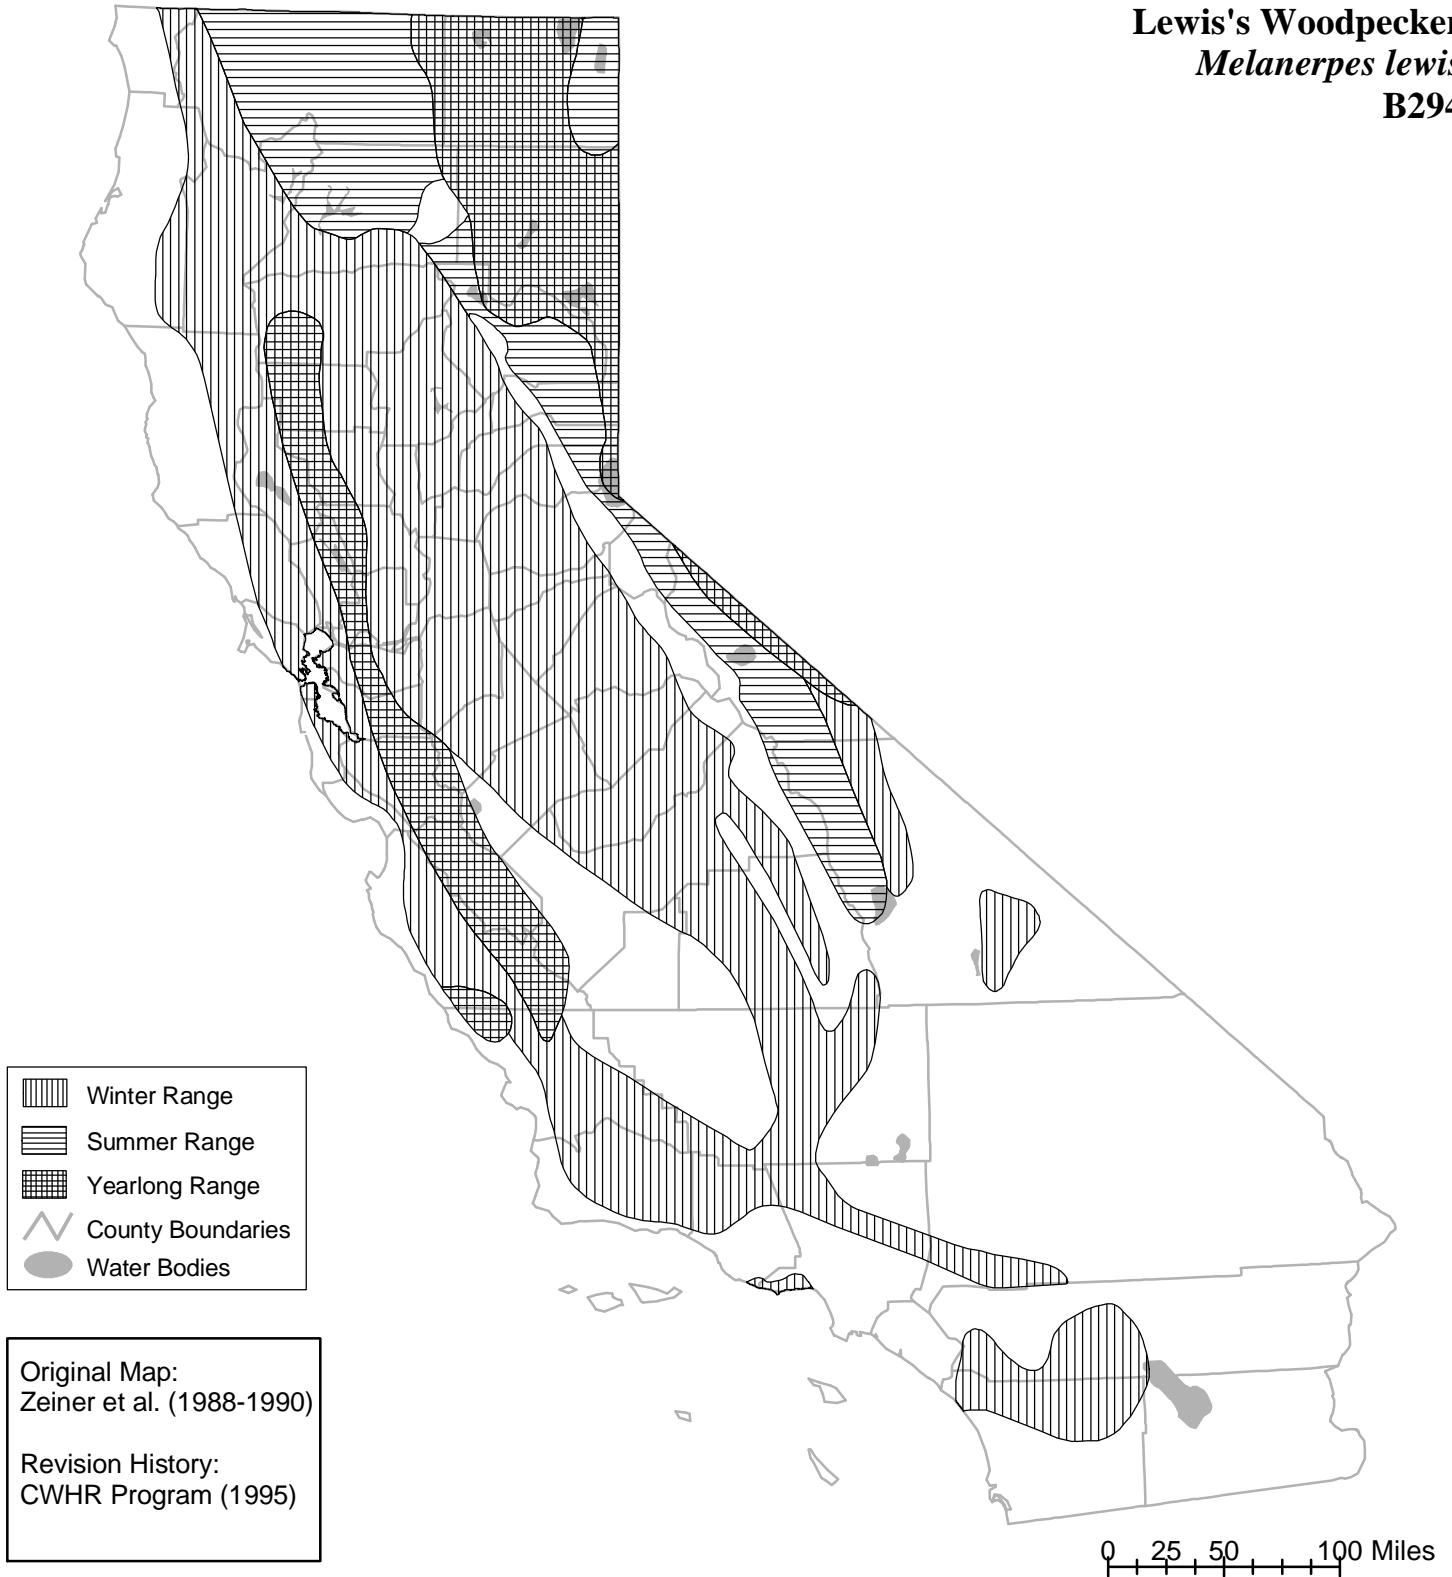 Lewis's Woodpecker
Melanerpes lewis
B294
Winter Range
Summer Range
Yearlong Range
County Boundaries
Water Bodies
Original Map:
Zeiner et al. (1988-1990)
Revision History:
CWHR Program (1995)
0 25 50 100 Miles